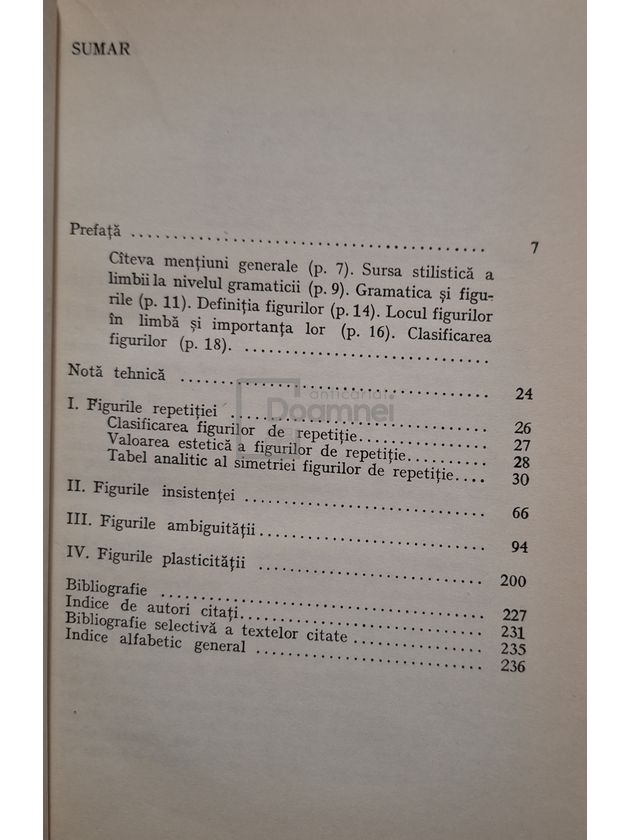 SUMAR
Prefață ........................................ 7
Cîteva mențiuni generale (p. 7). Sursa stilistică a
limbii la nivelul gramaticii (p. 9). Gramatica și figu-
rile (p. 11). Definiția figurilor (p. 14). Locul figurilor
în limbă și importanța lor (p. 16). Clasificarea
figurilor (p. 18). ..............................
Notă tehnică .............................. 24
I. Figurile repetiției .......................... 26
Clasificarea figurilor de repetiție............... 27
Valoarea estetică a figurilor de repetiție.......... 28
Tabel analitic al simetriei figurilor de repetiție.... 30
II. Figurile insistenței ........................ 66
III. Figurile ambiguității...................... 94
IV. Figurile plasticității ...................... 200
Bibliografie ................................ 227
Indice de autori citați......................... 231
Bibliografie selectivă a textelor citate ............. 235
Indice alfabetic general ........................ 236
anticariat
Doamnei